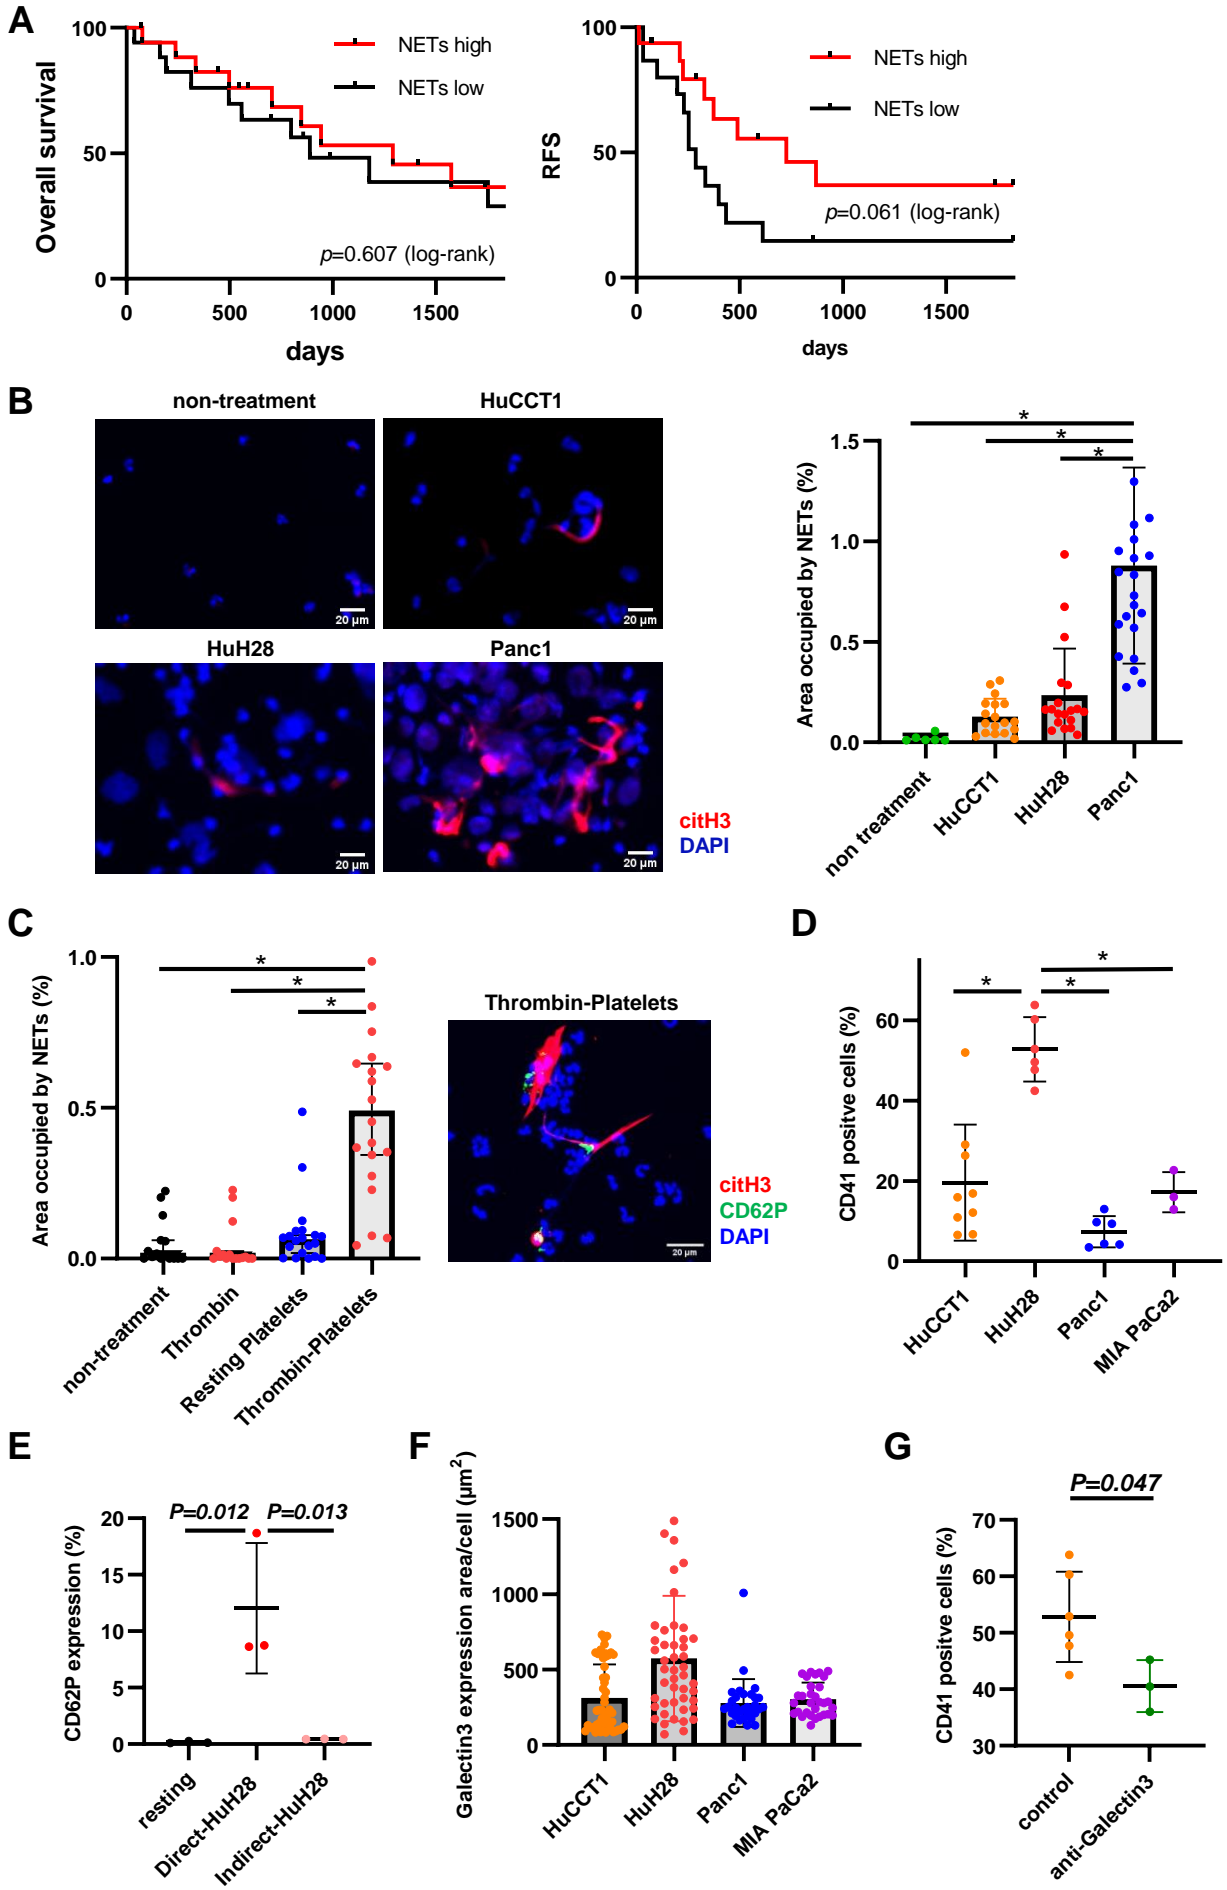 A
Overall survival
100
50
0
0
500
1000
1500
days
NETs high
NETs low
p=0.607 (log-rank)
RFS
100
50
0
0
500
1000
1500
days
NETs high
NETs low
p=0.061 (log-rank)
B
non-treatment
HuCCT1
20 µm
20 µm
HuH28
Panc1
20 µm
20 µm
citH3
DAPI
Area occupied by NETs (%)
1.5
1.0
0.5
0.0
*
*
*
non treatment
HuCCT1
HuH28
Panc1
C
Area occupied by NETs (%)
1.0
0.5
0.0
*
*
*
non-treatment
Thrombin
Resting Platelets
Thrombin-Platelets
Thrombin-Platelets
20 µm
citH3
CD62P
DAPI
D
CD41 positve cells (%)
60
40
20
0
*
*
*
HuCCT1
HuH28
Panc1
MIA PaCa2
E
CD62P expression (%)
20
15
10
5
0
P=0.012
P=0.013
resting
Direct-HuH28
Indirect-HuH28
F
Galectin3 expression area/cell (µm²)
1500
1000
500
0
HuCCT1
HuH28
Panc1
MIA PaCa2
G
CD41 positve cells (%)
70
60
50
40
30
P=0.047
control
anti-Galectin3